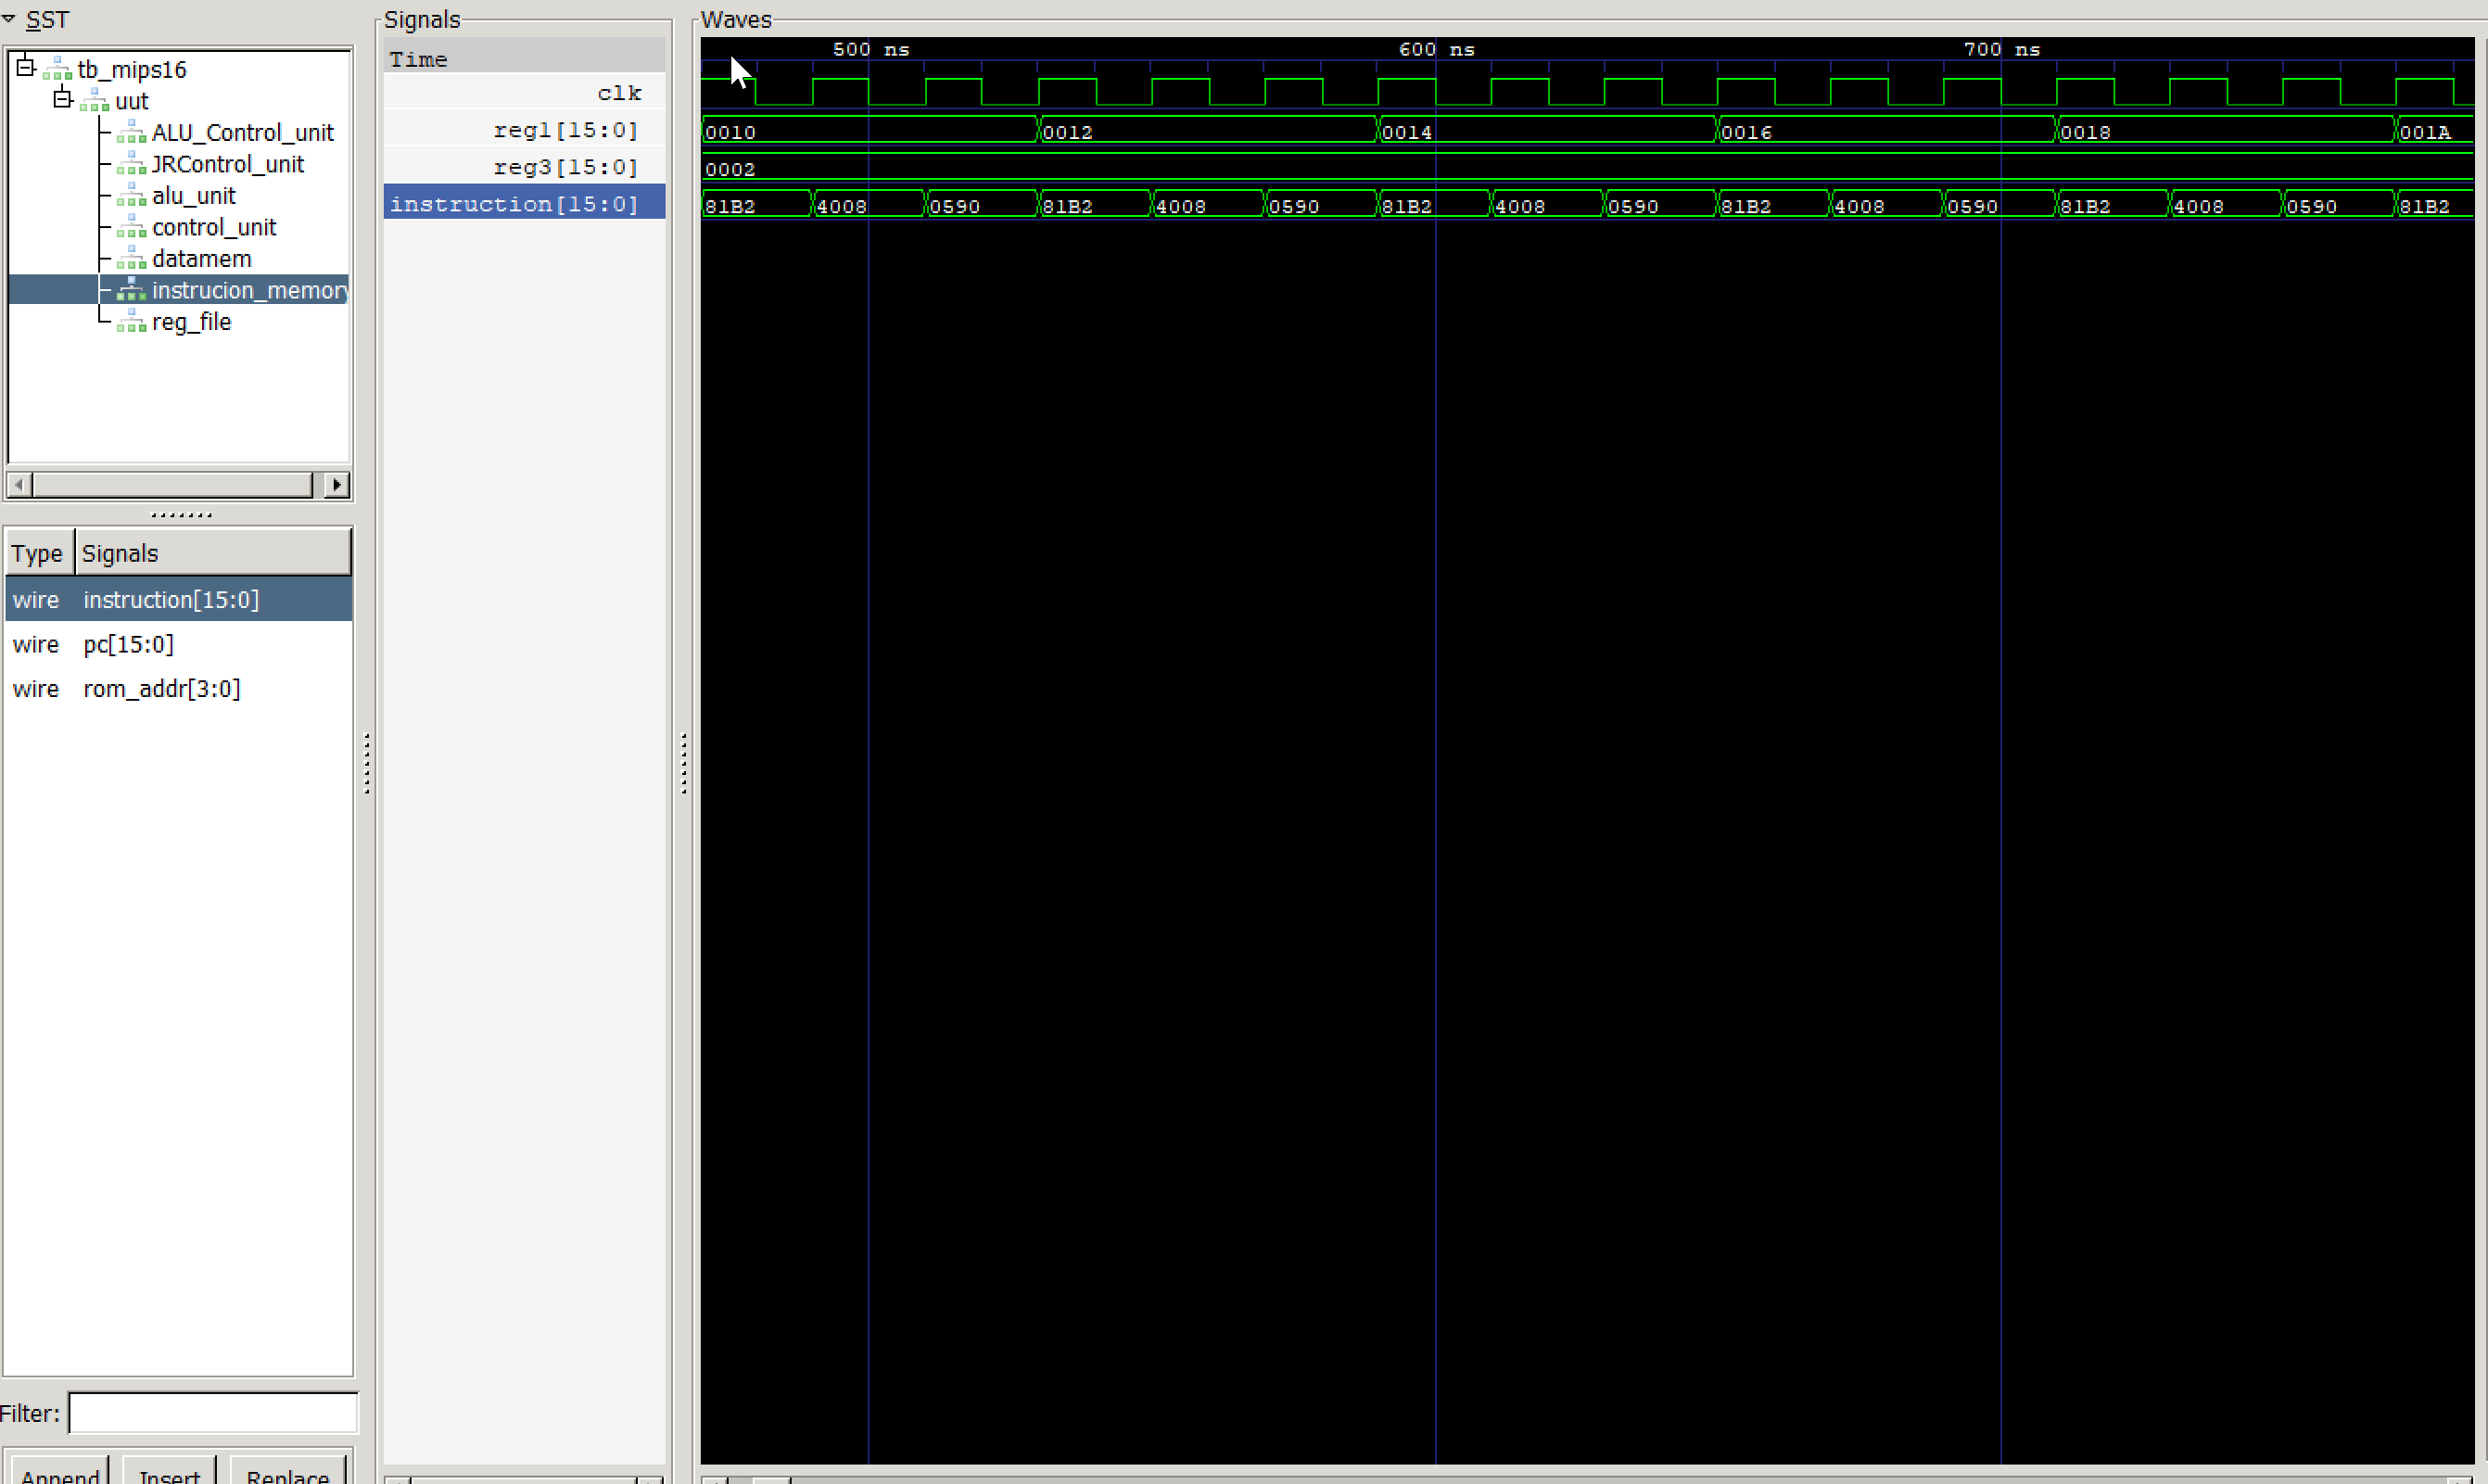 SST
tb_mips16
uut
ALU_Control_unit
JRControl_unit
alu_unit
control_unit
datamem
instrucion_memory
reg_file
Type Signals
wire instruction[15:0]
wire pc[15:0]
wire rom_addr[3:0]
Filter:
Append Insert Replace
Signals
Time
clk
reg1[15:0]
reg3[15:0]
instruction[15:0]
Waves
500 ns 600 ns 700 ns
0010 0012 0014 0016 0018 001A
0002
81B2 4008 0590 81B2 4008 0590 81B2 4008 0590 81B2 4008 0590 81B2 4008 0590 81B2